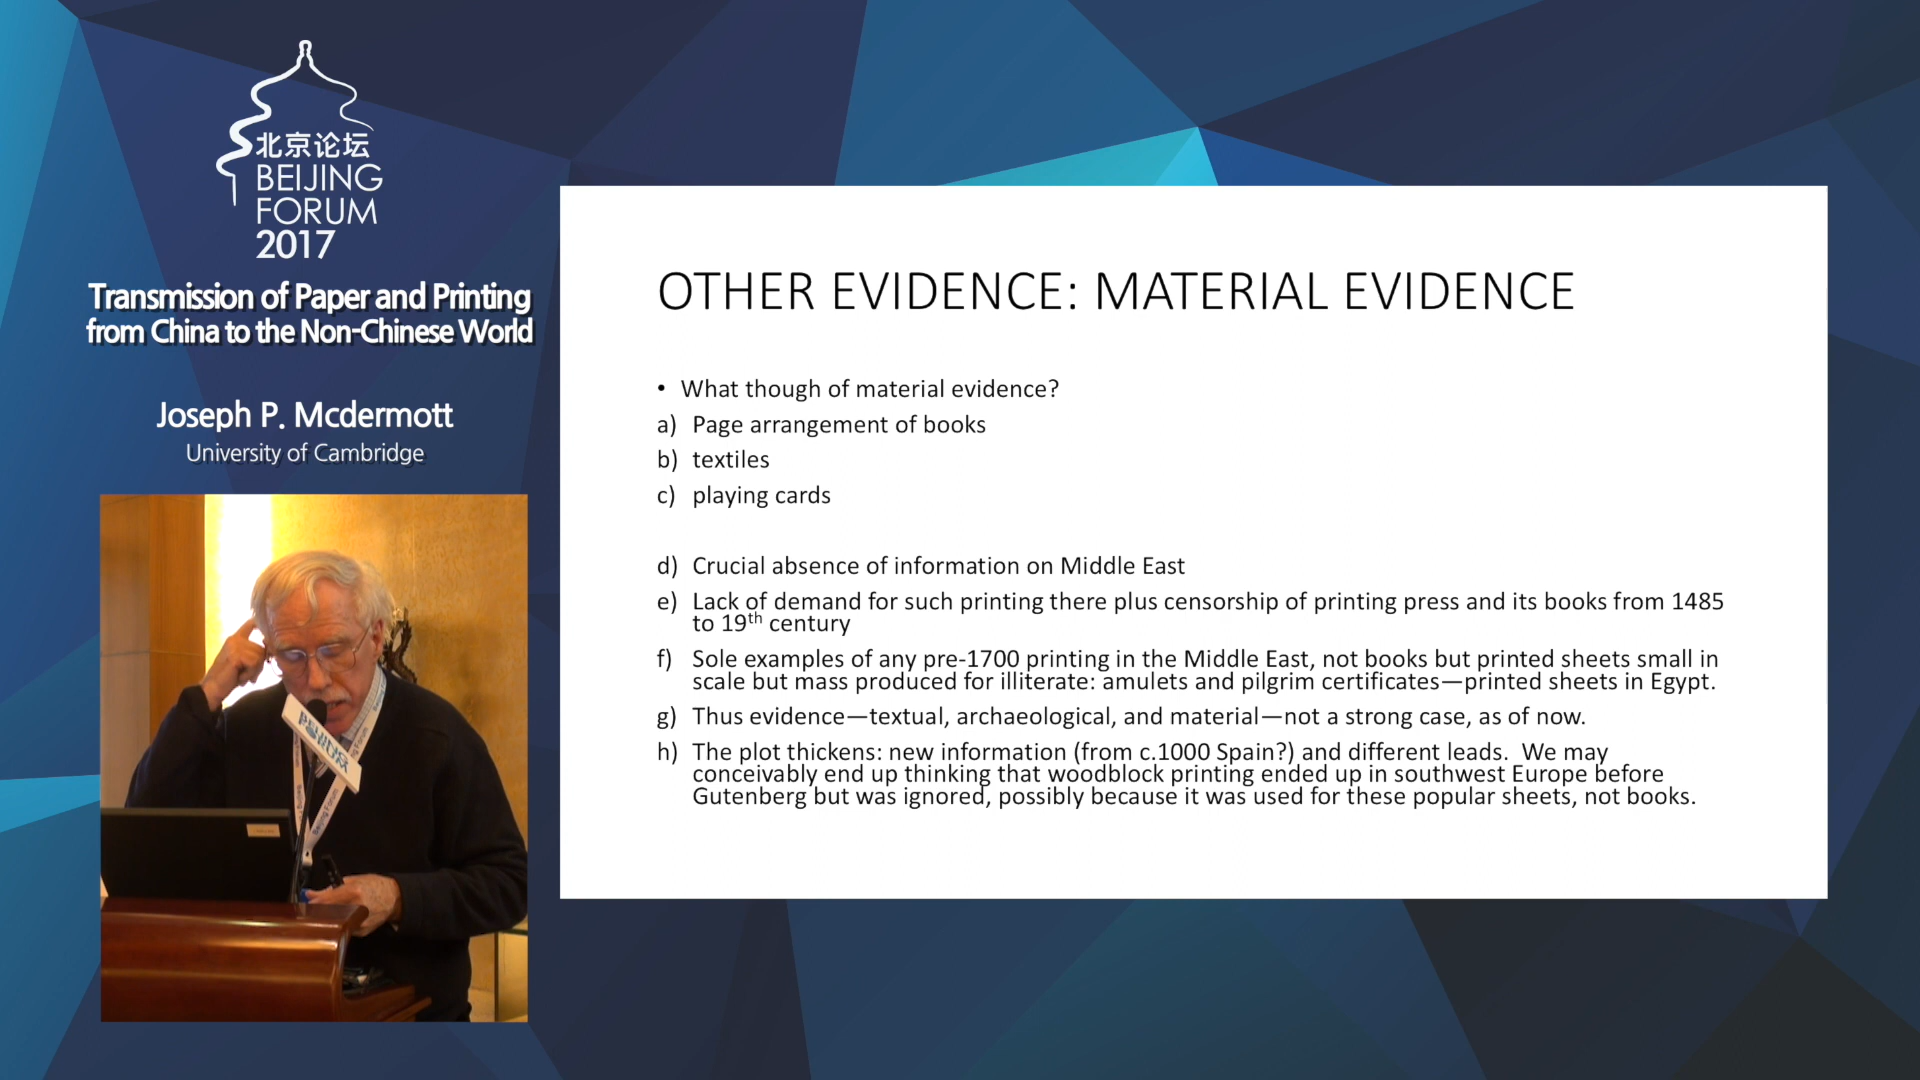 北京论坛
BEIJING
FORUM
2017
Transmission of Paper and Printing
from China to the Non-Chinese World
Joseph P. Mcdermott
University of Cambridge
OTHER EVIDENCE: MATERIAL EVIDENCE
• What though of material evidence?
a) Page arrangement of books
b) textiles
c) playing cards
d) Crucial absence of information on Middle East
e) Lack of demand for such printing there plus censorship of printing press and its books from 1485
to 19th century
f) Sole examples of any pre-1700 printing in the Middle East, not books but printed sheets small in
scale but mass produced for illiterate: amulets and pilgrim certificates—printed sheets in Egypt.
g) Thus evidence—textual, archaeological, and material—not a strong case, as of now.
h) The plot thickens: new information (from c.1000 Spain?) and different leads. We may
conceivably end up thinking that woodblock printing ended up in southwest Europe before
Gutenberg but was ignored, possibly because it was used for these popular sheets, not books.
Beijing Forum